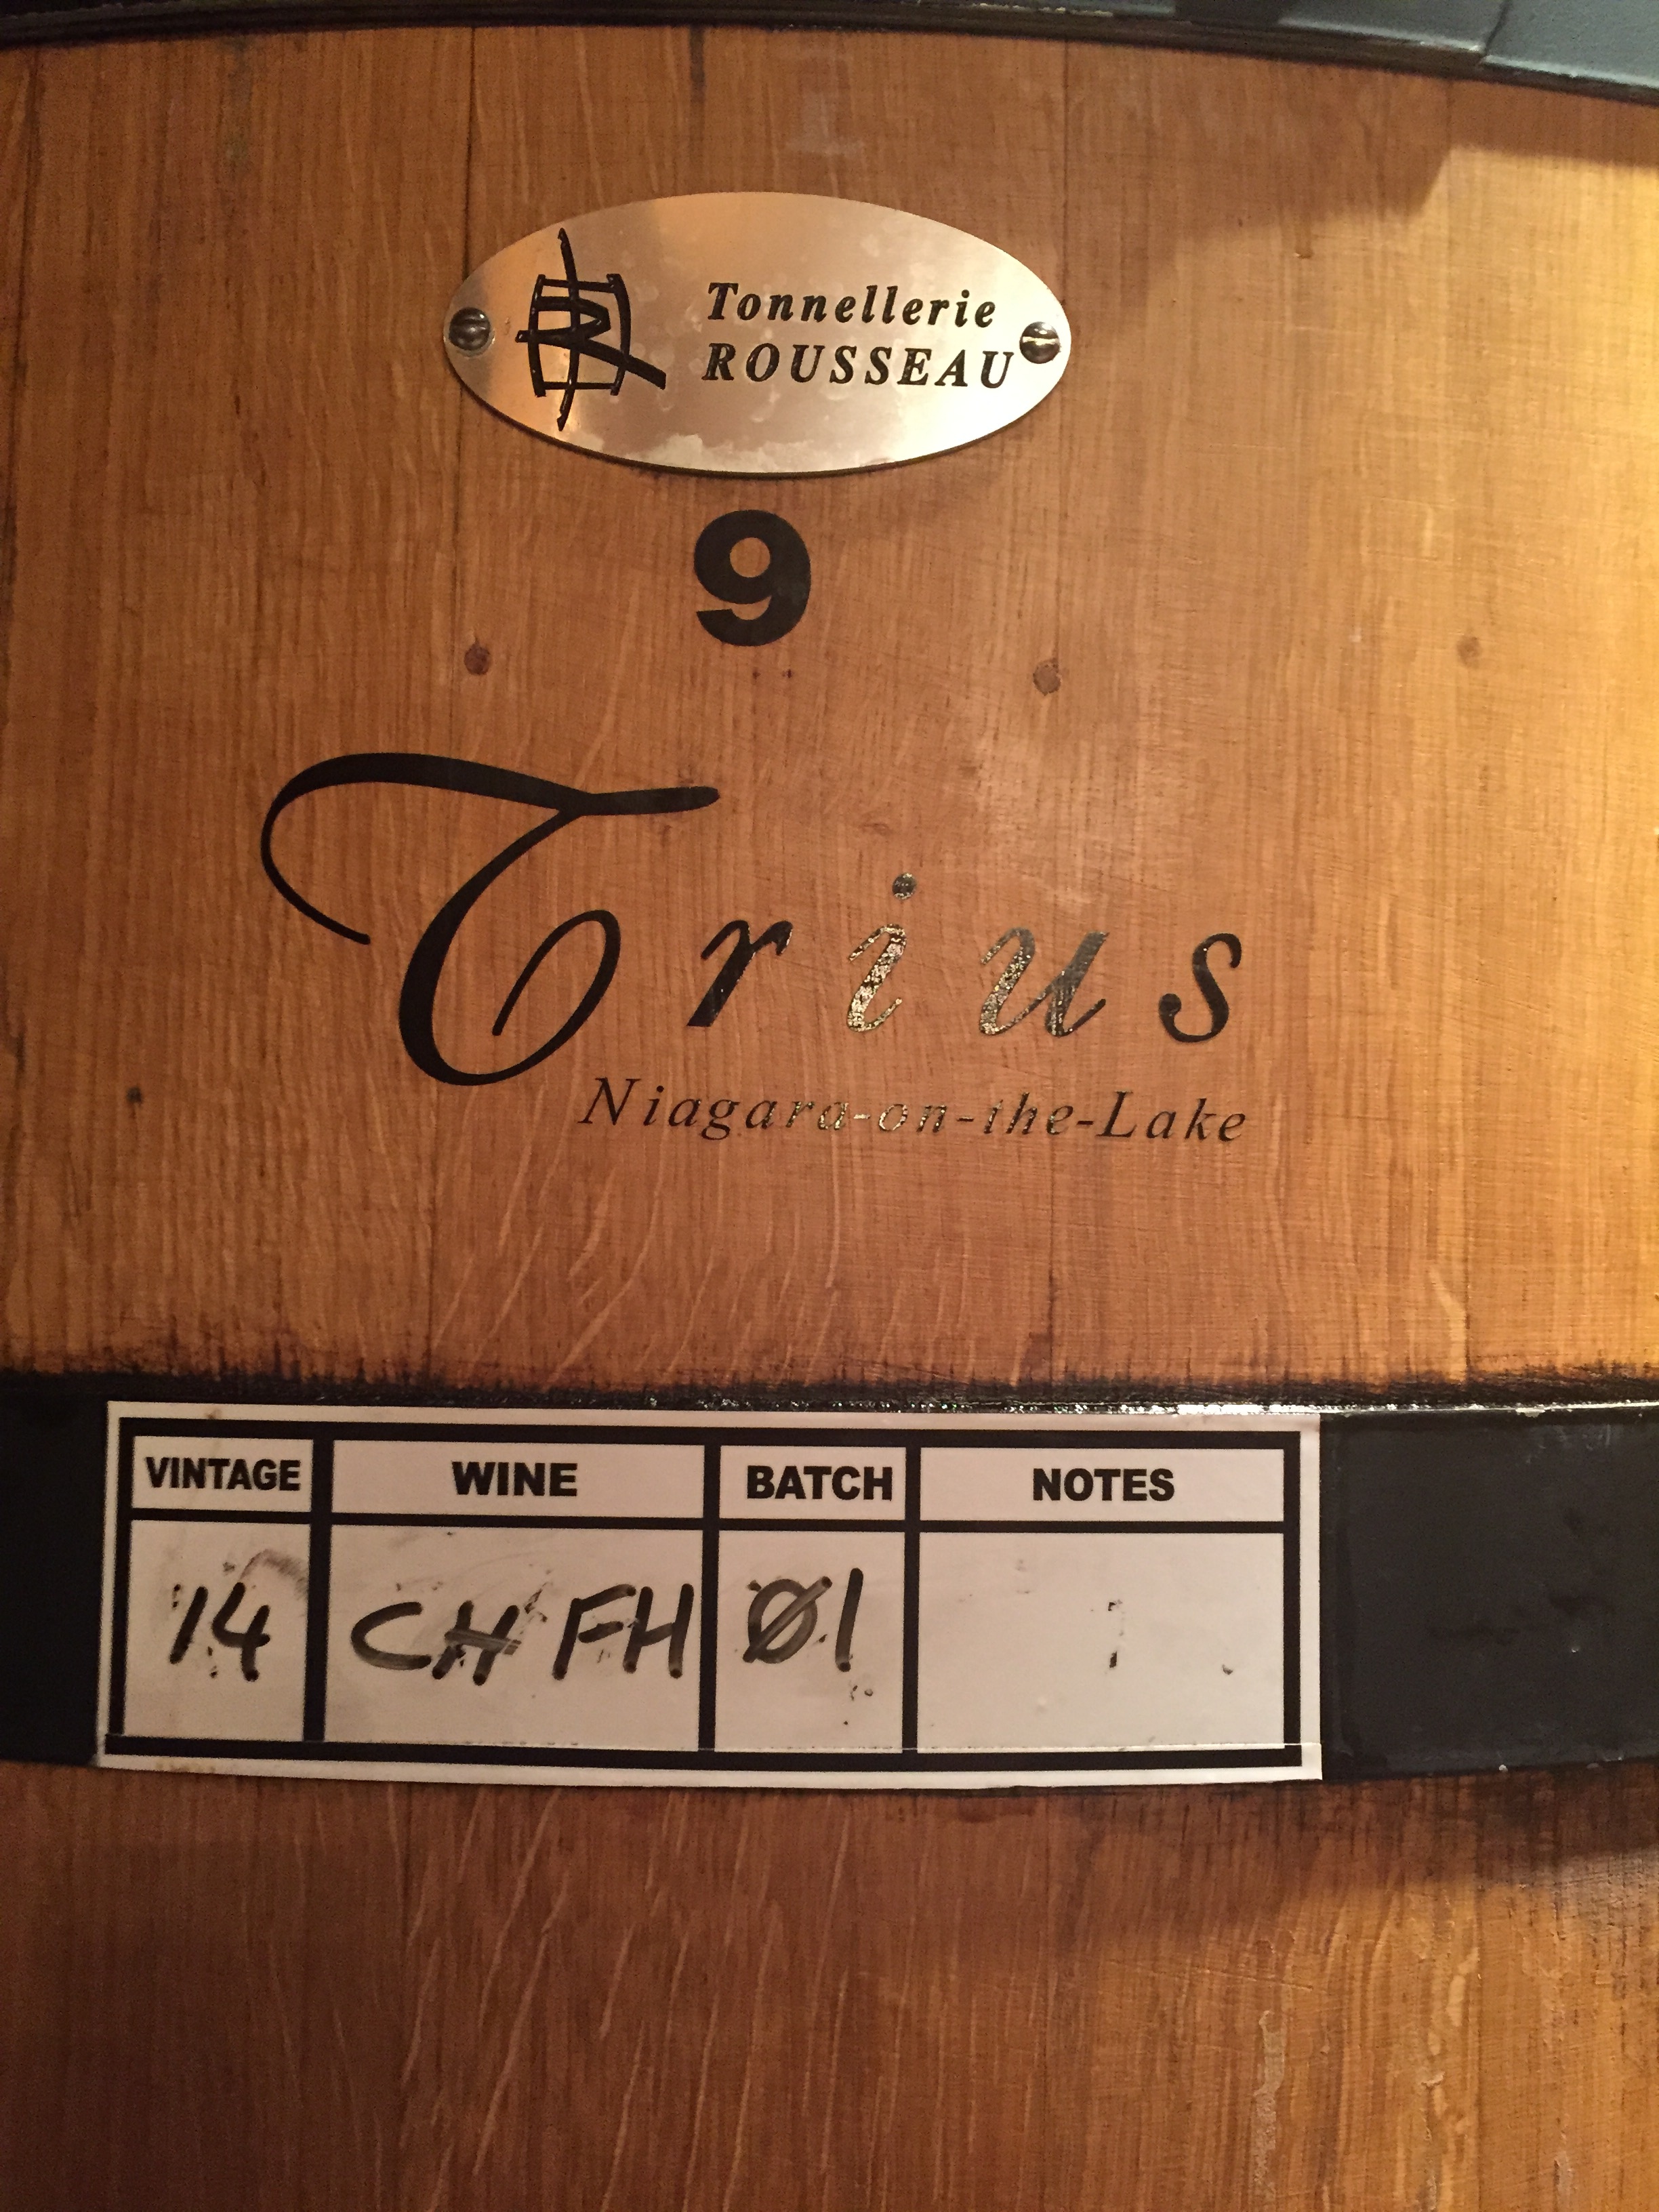 Tonnellerie
ROUSSEAU
9
Trius
Niagara-on-the-Lake
VINTAGE WINE BATCH NOTES
'14 CH FH Ø1